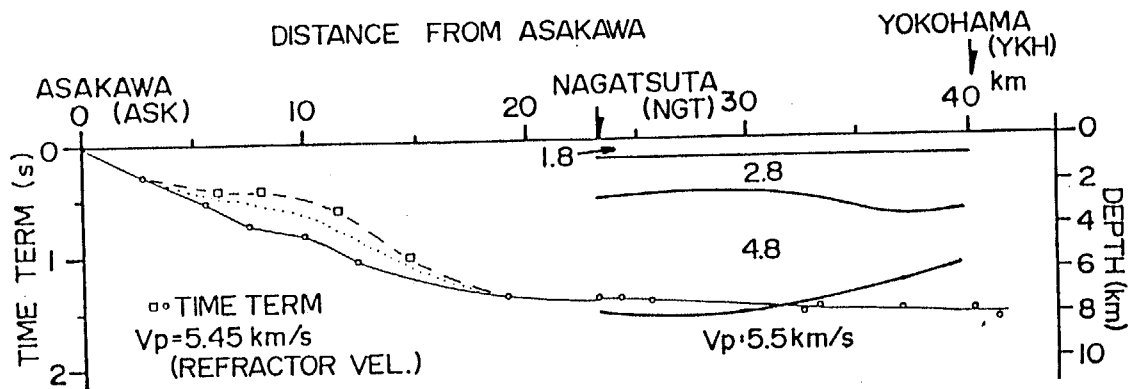 DISTANCE FROM ASAKAWA
YOKOHAMA
(YKH)
km
ASAKAWA
(ASK)
NAGATSUTA
(NGT)
0 10 20 30 40
TIME TERM (s)
0
1
2
DEPTH (km)
0
2
4
6
8
10
1.8
2.8
4.8
□○ TIME TERM
Vp=5.45 km/s
(REFRACTOR VEL.)
Vp:5.5 km/s